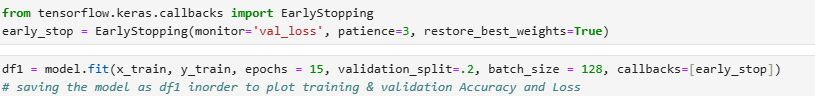 from tensorflow.keras.callbacks import EarlyStopping
early_stop = EarlyStopping(monitor='val_loss', patience=3, restore_best_weights=True)
df1 = model.fit(x_train, y_train, epochs = 15, validation_split=.2, batch_size = 128, callbacks=[early_stop])
# saving the model as df1 inorder to plot training & validation Accuracy and Loss